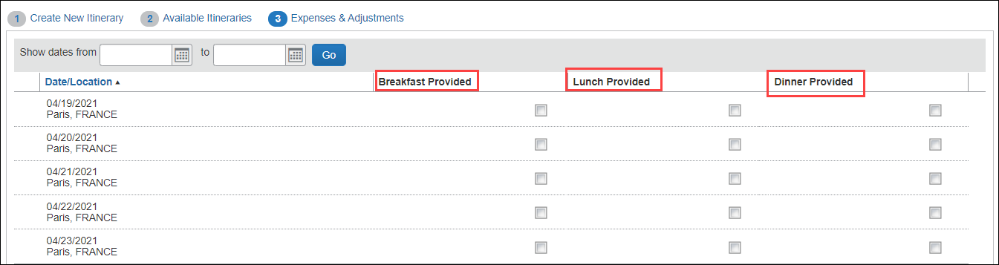 1 Create New Itinerary 2 Available Itineraries 3 Expenses & Adjustments
Show dates from to Go
Date/Location ▲ Breakfast Provided Lunch Provided Dinner Provided
04/19/2021
Paris, FRANCE
04/20/2021
Paris, FRANCE
04/21/2021
Paris, FRANCE
04/22/2021
Paris, FRANCE
04/23/2021
Paris, FRANCE